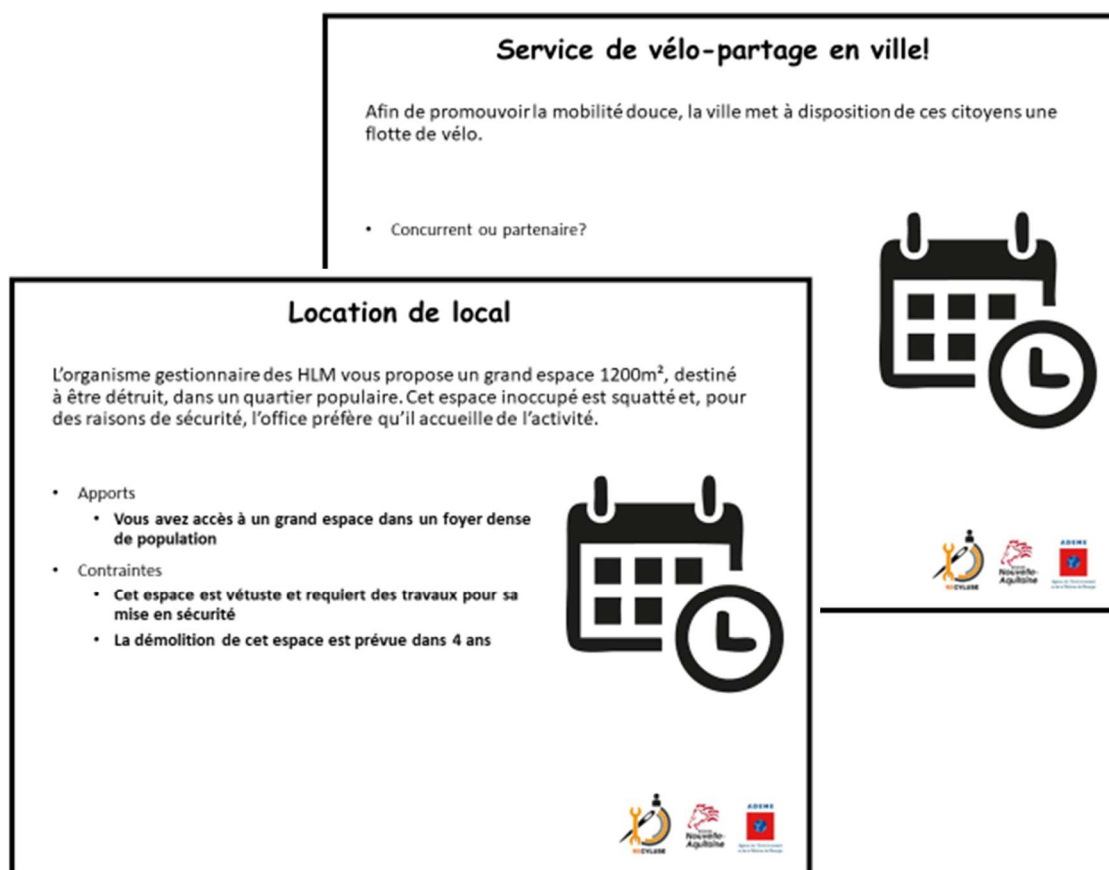 Service de vélo-partage en ville!
Afin de promouvoir la mobilité douce, la ville met à disposition de ces citoyens une
flotte de vélo.
• Concurrent ou partenaire?
RECYLUSE
Nouvelle-
Aquitaine
ADEME
Location de local
L'organisme gestionnaire des HLM vous propose un grand espace 1200m², destiné
à être détruit, dans un quartier populaire. Cet espace inoccupé est squatté et, pour
des raisons de sécurité, l'office préfère qu'il accueille de l'activité.
• Apports
• Vous avez accès à un grand espace dans un foyer dense
de population
• Contraintes
• Cet espace est vétuste et requiert des travaux pour sa
mise en sécurité
• La démolition de cet espace est prévue dans 4 ans
RECYLUSE
Nouvelle-
Aquitaine
ADEME